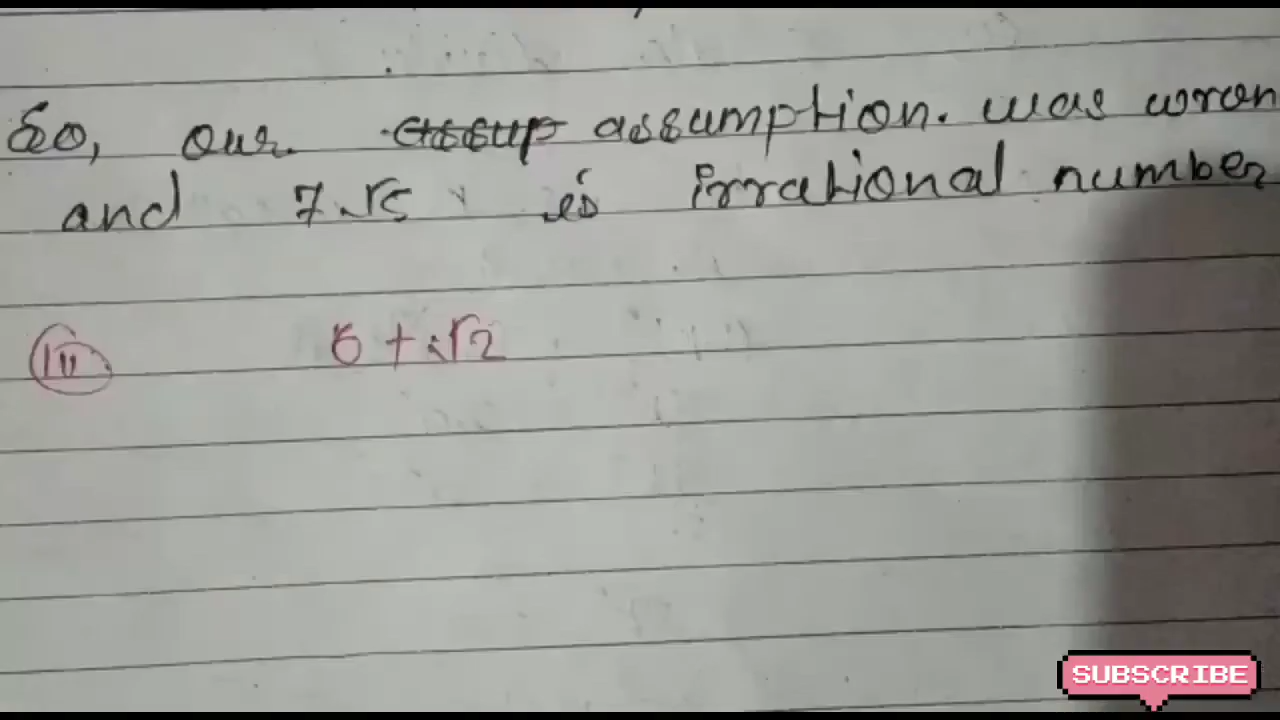 So, our assumption. was wron
and 7√5 is irrational number
(iii) 6 + √2
SUBSCRIBE